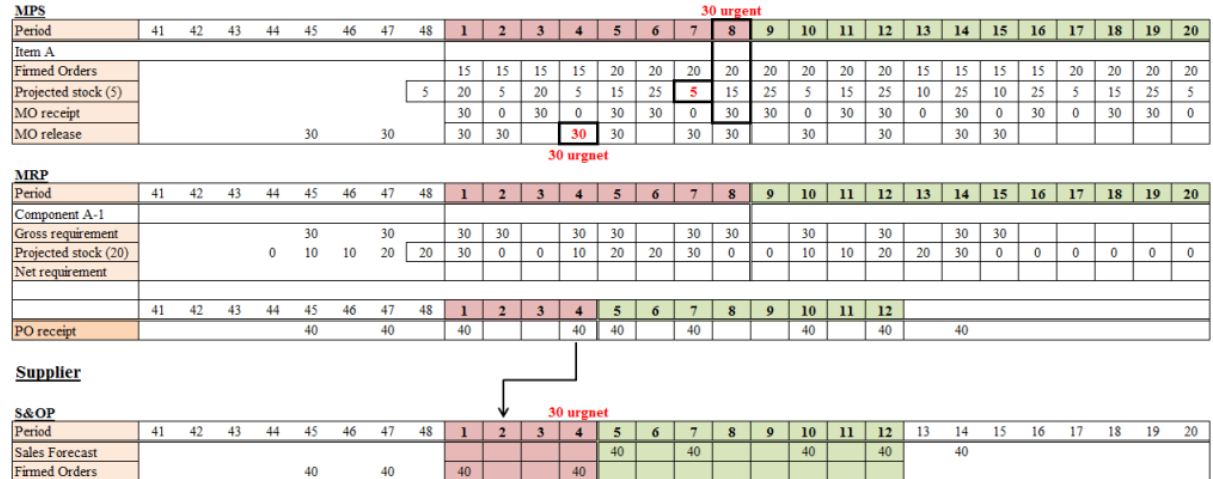 MPS
30 urgent
Period 41 42 43 44 45 46 47 48 1 2 3 4 5 6 7 8 9 10 11 12 13 14 15 16 17 18 19 20
Item A
Firmed Orders 15 15 15 15 20 20 20 20 20 20 20 20 15 15 15 15 20 20 20 20
Projected stock (5) 5 20 5 20 5 15 25 5 15 25 5 15 25 10 25 10 25 5 15 25 5
MO receipt 30 0 30 0 30 30 0 30 30 0 30 30 0 30 0 30 0 30 30 0
MO release 30 30 30 30 30 30 30 30 30 30 30 30
30 urgnet
MRP
Period 41 42 43 44 45 46 47 48 1 2 3 4 5 6 7 8 9 10 11 12 13 14 15 16 17 18 19 20
Component A-1
Gross requirement 30 30 30 30 30 30 30 30 30 30 30 30
Projected stock (20) 0 10 10 20 20 30 0 0 10 20 20 30 0 0 10 10 20 20 30 0 0 0 0 0 0
Net requirement
41 42 43 44 45 46 47 48 1 2 3 4 5 6 7 8 9 10 11 12
PO receipt 40 40 40 40 40 40 40 40 40
Supplier
S&OP
30 urgnet
Period 41 42 43 44 45 46 47 48 1 2 3 4 5 6 7 8 9 10 11 12 13 14 15 16 17 18 19 20
Sales Forecast 40 40 40 40 40
Firmed Orders 40 40 40 40